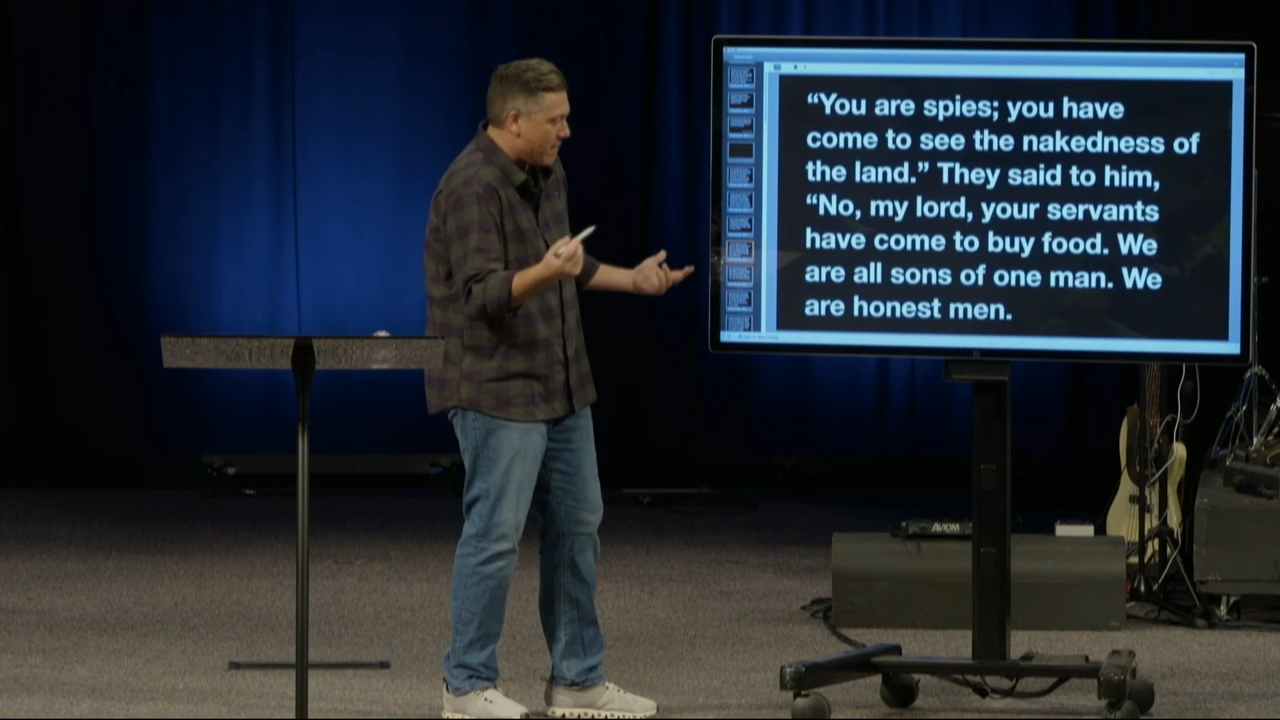 “You are spies; you have
come to see the nakedness of
the land.” They said to him,
“No, my lord, your servants
have come to buy food. We
are all sons of one man. We
are honest men.
AVIOM